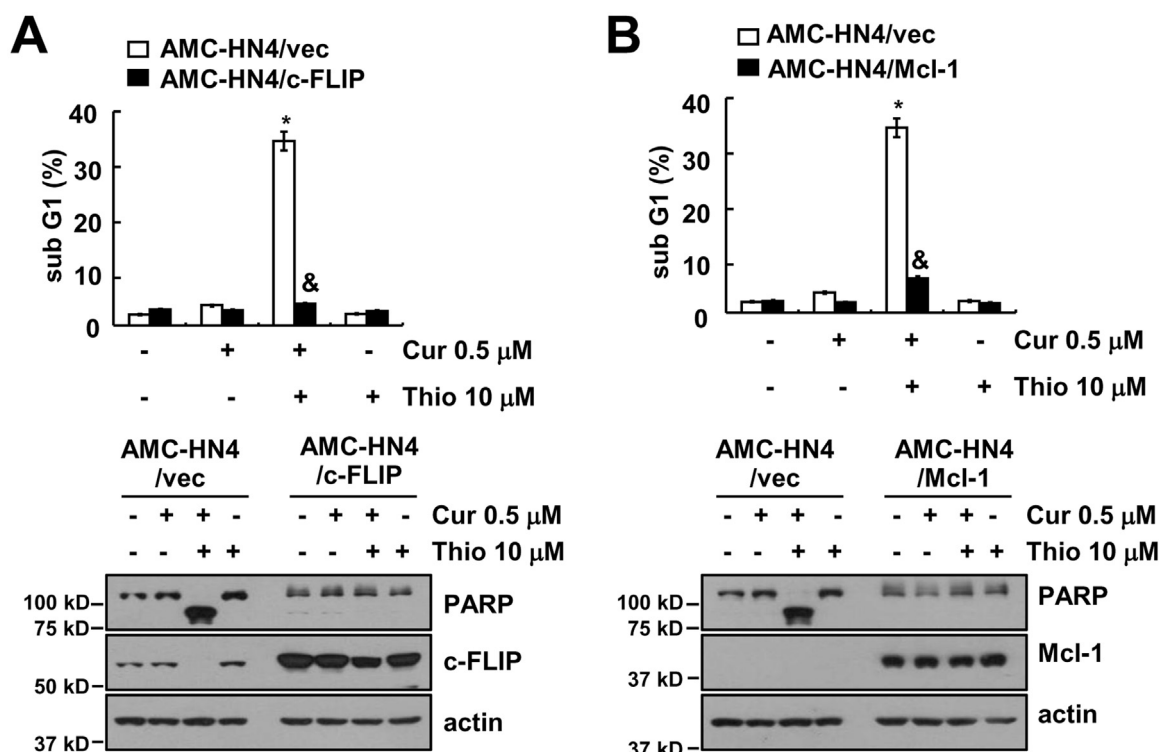 A
AMC-HN4/vec
AMC-HN4/c-FLIP
sub G1 (%)
40
30
20
10
0
*
&
- + + - Cur 0.5 μM
- - + + Thio 10 μM
AMC-HN4
/vec
AMC-HN4
/c-FLIP
- + + - - + + - Cur 0.5 μM
- - + + - - + + Thio 10 μM
100 kD
75 kD
PARP
50 kD
c-FLIP
37 kD
actin
B
AMC-HN4/vec
AMC-HN4/Mcl-1
sub G1 (%)
40
30
20
10
0
*
&
- + + - Cur 0.5 μM
- - + + Thio 10 μM
AMC-HN4
/vec
AMC-HN4
/Mcl-1
- + + - - + + - Cur 0.5 μM
- - + + - - + + Thio 10 μM
100 kD
75 kD
PARP
37 kD
Mcl-1
37 kD
actin